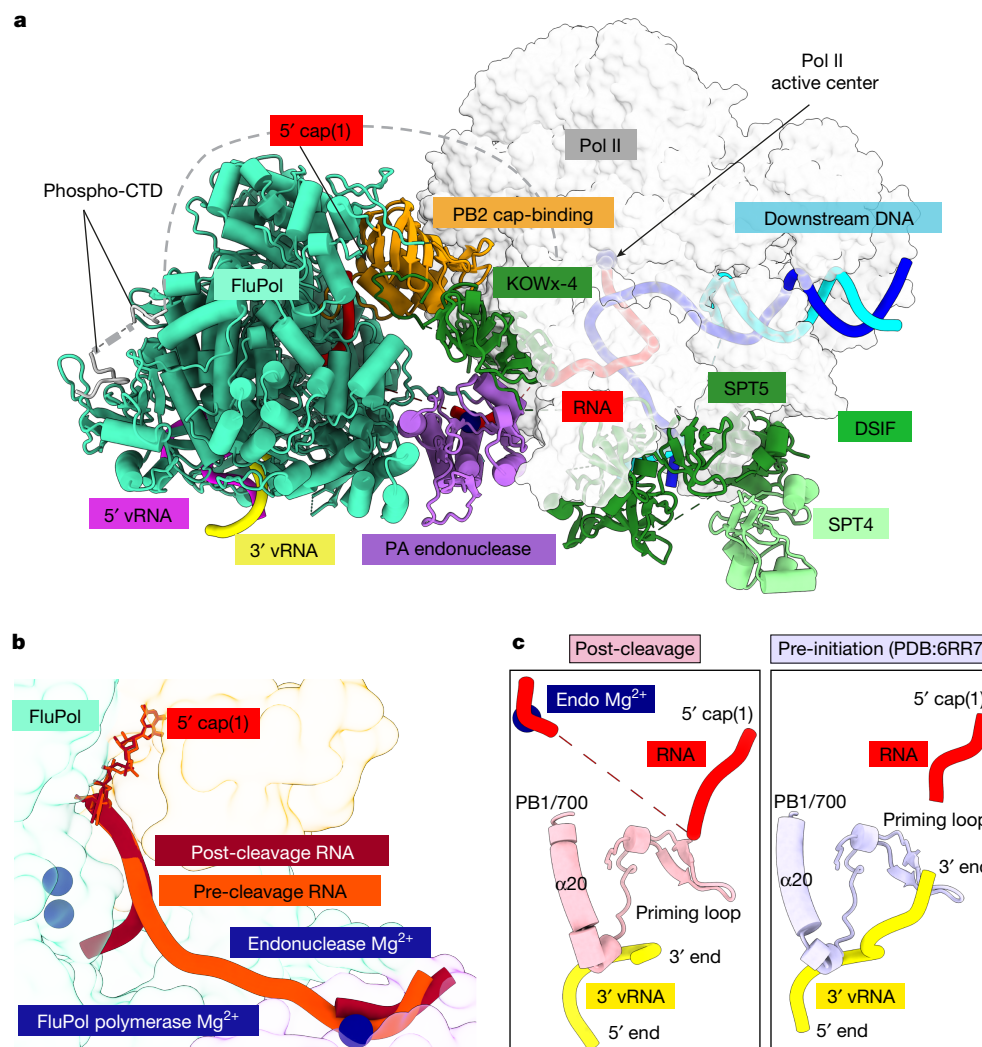 a
Pol II
active center
5′ cap(1)
Pol II
Phospho-CTD
PB2 cap-binding
Downstream DNA
FluPol
KOWx-4
RNA
SPT5
DSIF
5′ vRNA
SPT4
3′ vRNA
PA endonuclease
b
FluPol
5′ cap(1)
Post-cleavage RNA
Pre-cleavage RNA
Endonuclease Mg²⁺
FluPol polymerase Mg²⁺
c
Post-cleavage
Endo Mg²⁺
5′ cap(1)
RNA
PB1/700
α20
Priming loop
3′ end
3′ vRNA
5′ end
Pre-initiation (PDB:6RR7
5′ cap(1)
RNA
PB1/700
Priming loop
3′ end
α20
3′ vRNA
5′ end